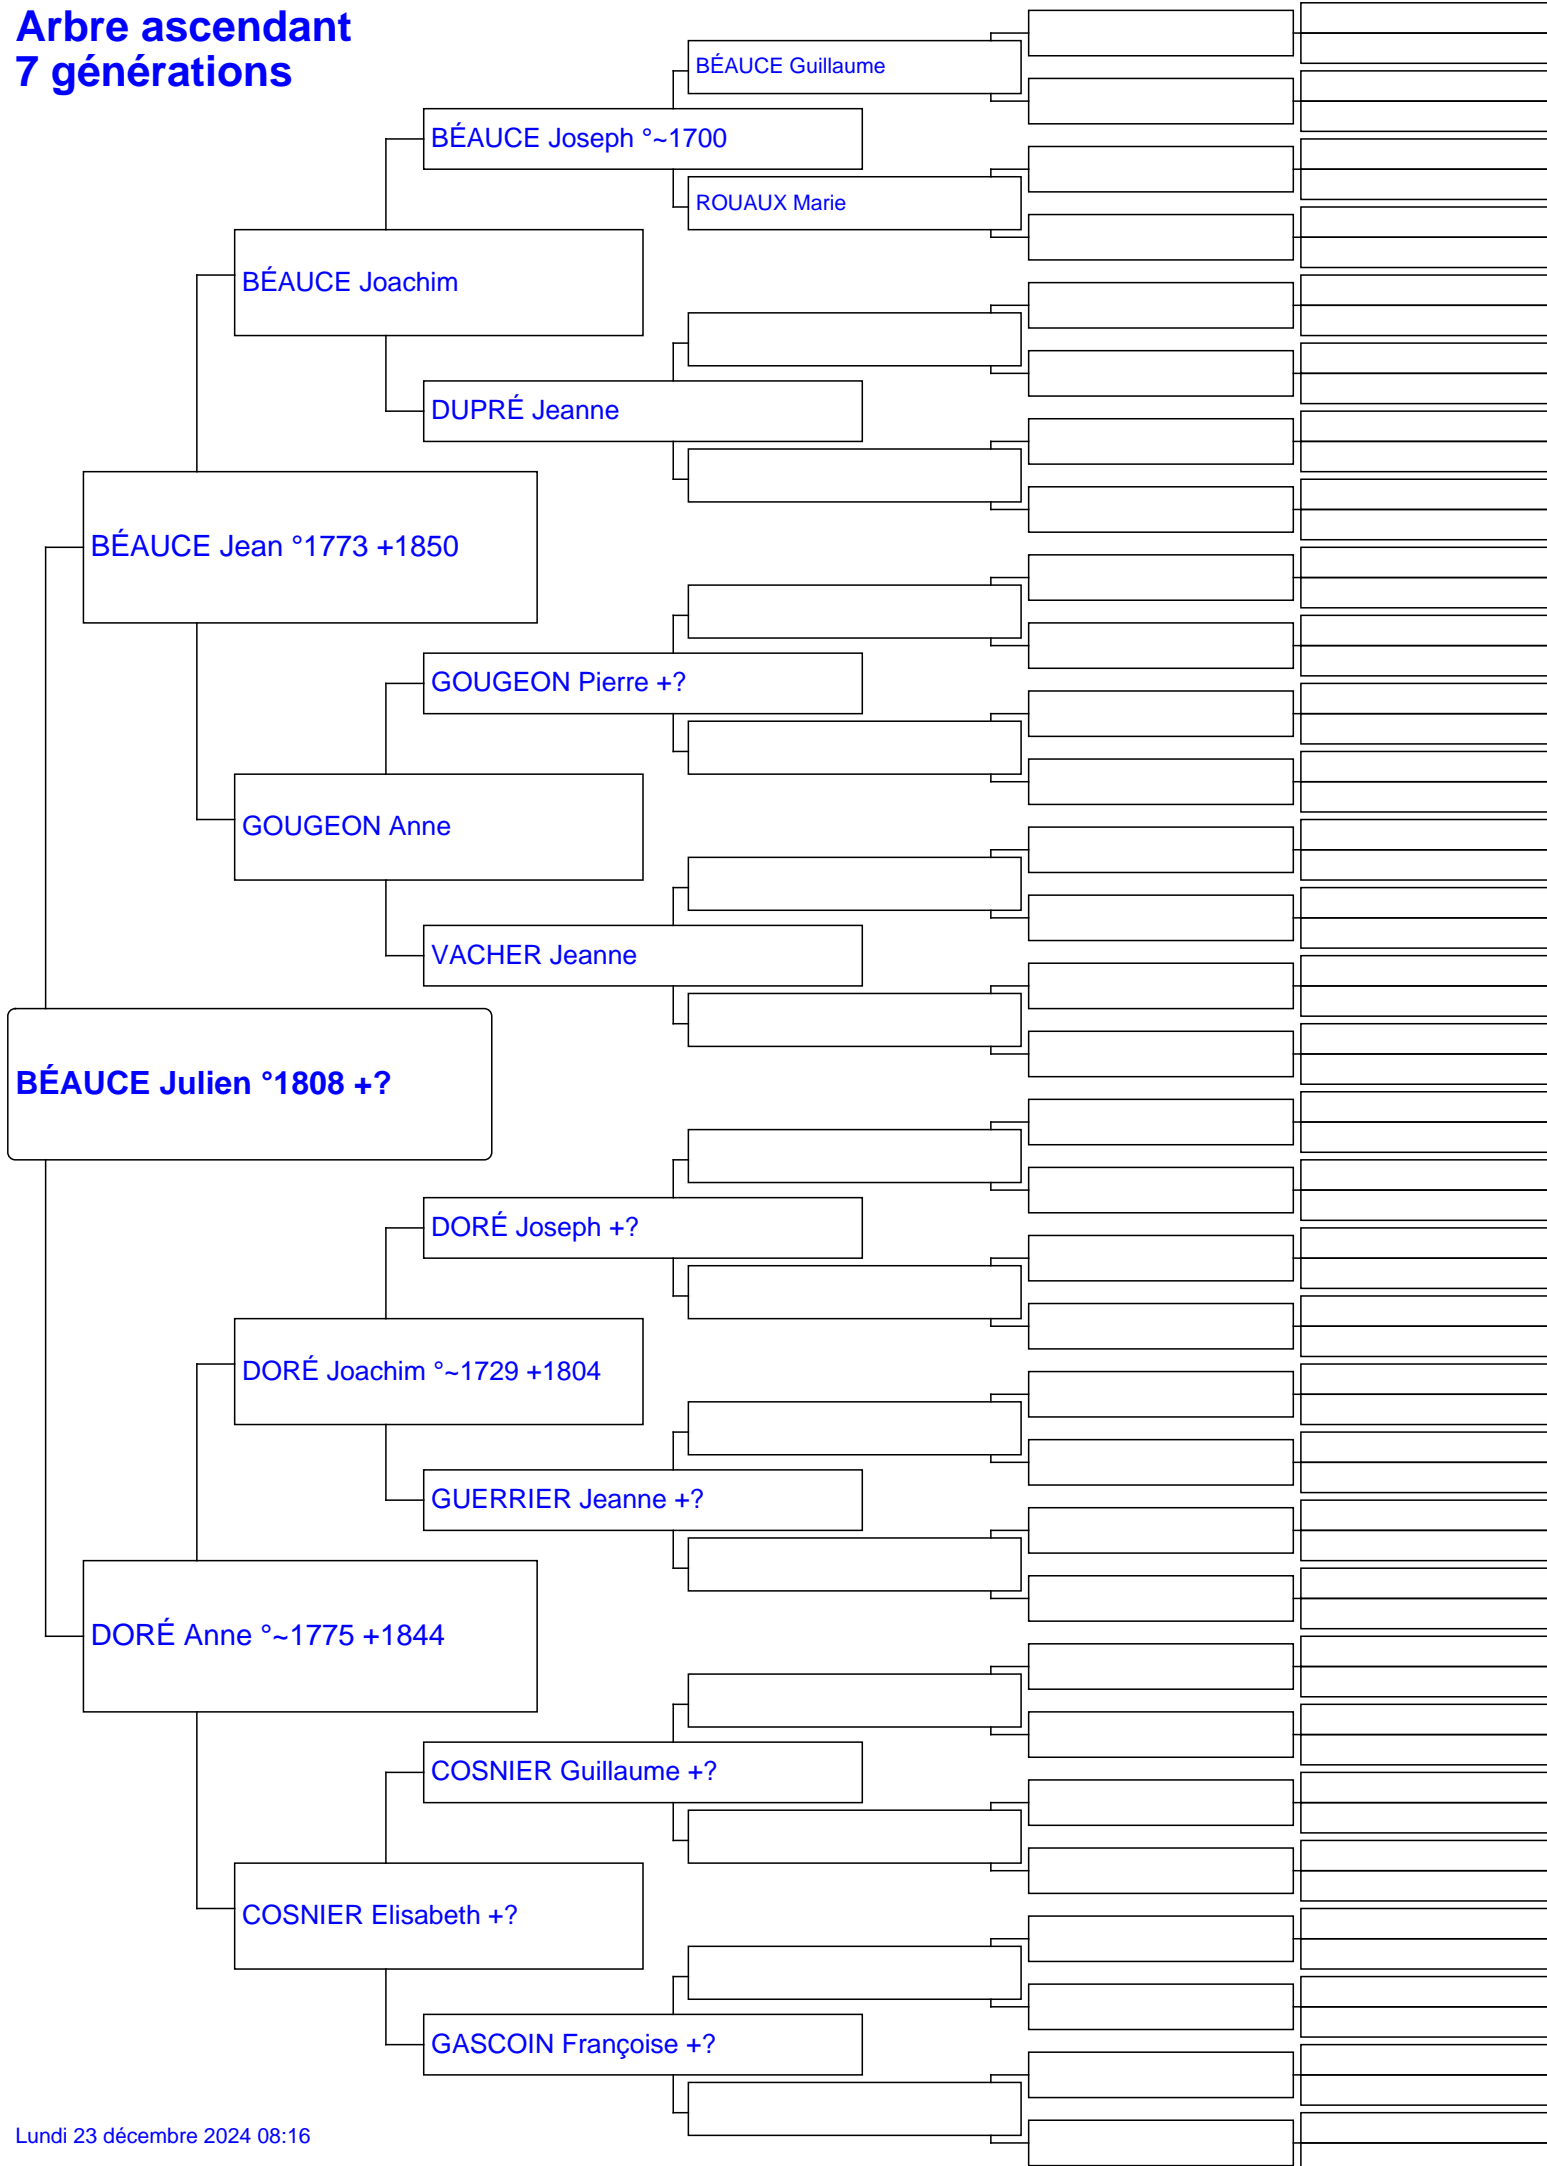 Arbre ascendant
7 générations
BÉAUCE Guillaume
BÉAUCE Joseph °~1700
ROUAUX Marie
BÉAUCE Joachim
DUPRÉ Jeanne
BÉAUCE Jean °1773 +1850
GOUGEON Pierre +?
GOUGEON Anne
VACHER Jeanne
BÉAUCE Julien °1808 +?
DORÉ Joseph +?
DORÉ Joachim °~1729 +1804
GUERRIER Jeanne +?
DORÉ Anne °~1775 +1844
COSNIER Guillaume +?
COSNIER Elisabeth +?
GASCOIN Françoise +?
Lundi 23 décembre 2024 08:16